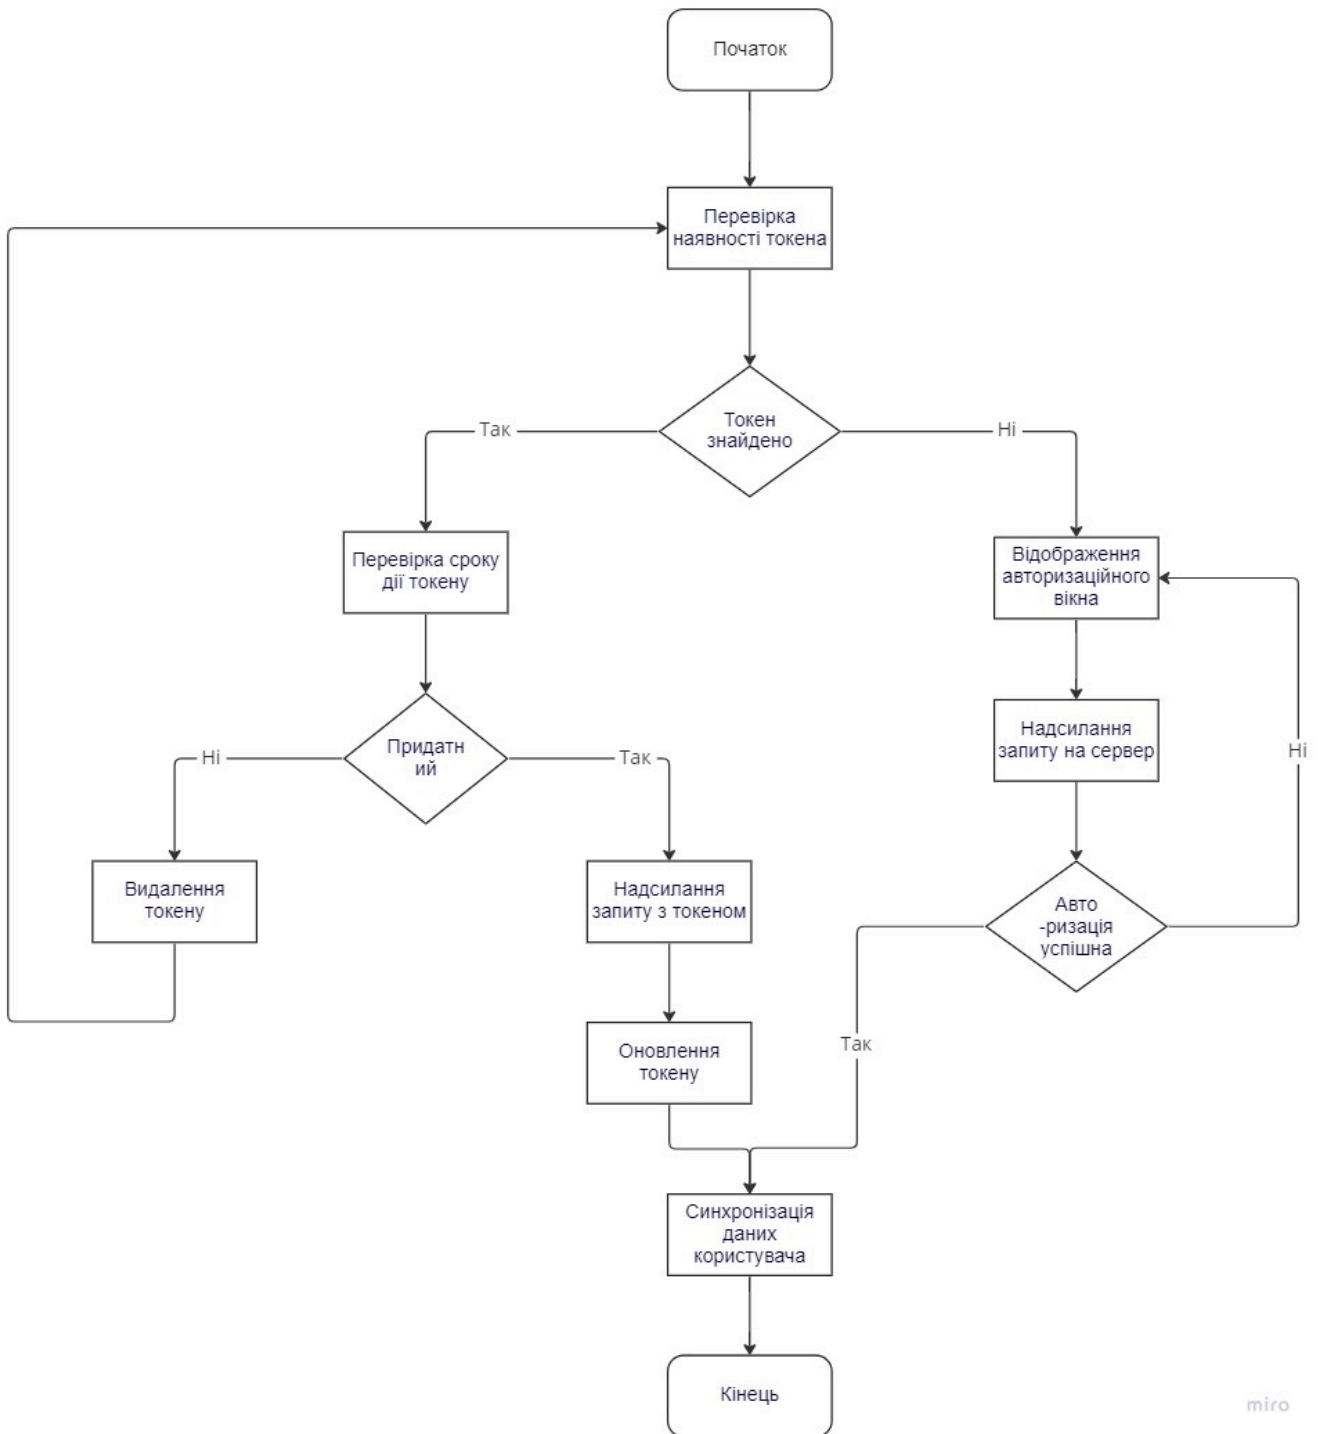 Початок
Перевірка
наявності токена
Токен
знайдено
Так
Ні
Перевірка сроку
дії токену
Відображення
авторизаційного
вікна
Надсилання
запиту на сервер
Придатн
ий
Ні
Так
Ні
Видалення
токену
Надсилання
запиту з токеном
Авто
-ризація
успішна
Оновлення
токену
Так
Синхронізація
даних
користувача
Кінець
miro